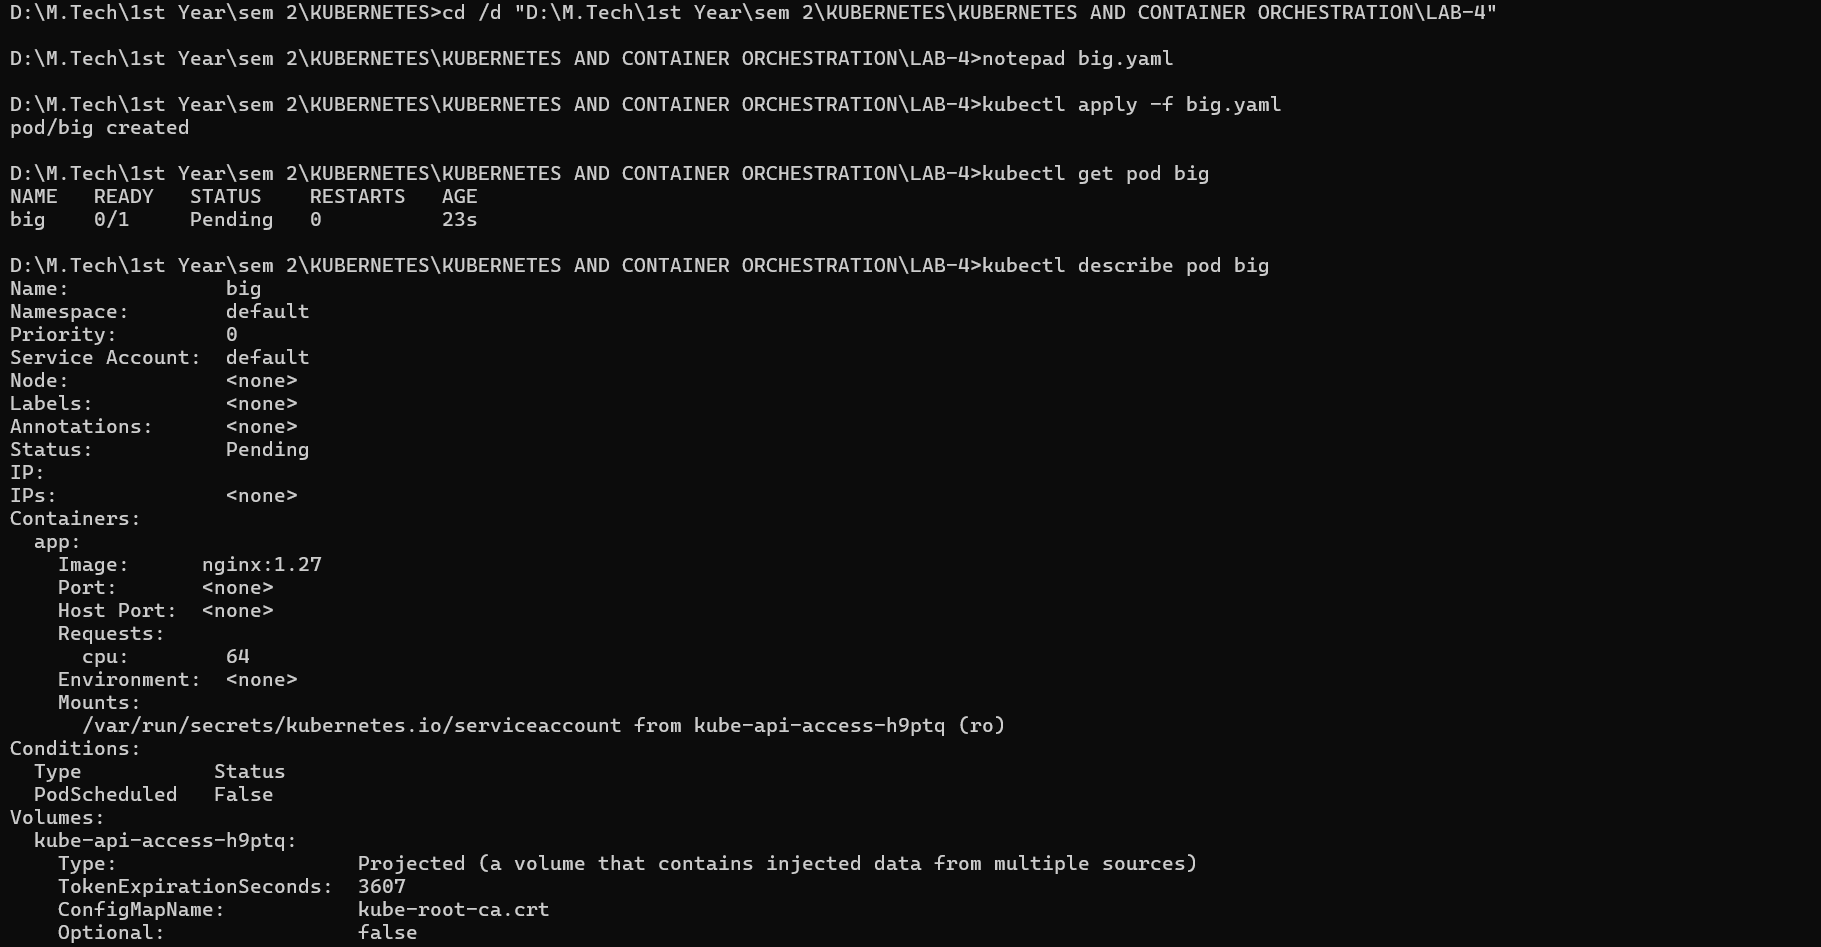 D:\M.Tech\1st Year\sem 2\KUBERNETES>cd /d "D:\M.Tech\1st Year\sem 2\KUBERNETES\KUBERNETES AND CONTAINER ORCHESTRATION\LAB-4"
D:\M.Tech\1st Year\sem 2\KUBERNETES\KUBERNETES AND CONTAINER ORCHESTRATION\LAB-4>notepad big.yaml
D:\M.Tech\1st Year\sem 2\KUBERNETES\KUBERNETES AND CONTAINER ORCHESTRATION\LAB-4>kubectl apply -f big.yaml
pod/big created
D:\M.Tech\1st Year\sem 2\KUBERNETES\KUBERNETES AND CONTAINER ORCHESTRATION\LAB-4>kubectl get pod big
NAME   READY   STATUS    RESTARTS   AGE
big    0/1     Pending   0          23s
D:\M.Tech\1st Year\sem 2\KUBERNETES\KUBERNETES AND CONTAINER ORCHESTRATION\LAB-4>kubectl describe pod big
Name:             big
Namespace:        default
Priority:         0
Service Account:  default
Node:             <none>
Labels:           <none>
Annotations:      <none>
Status:           Pending
IP:
IPs:              <none>
Containers:
  app:
    Image:      nginx:1.27
    Port:       <none>
    Host Port:  <none>
    Requests:
      cpu:        64
    Environment:  <none>
    Mounts:
      /var/run/secrets/kubernetes.io/serviceaccount from kube-api-access-h9ptq (ro)
Conditions:
  Type           Status
  PodScheduled   False
Volumes:
  kube-api-access-h9ptq:
    Type:                    Projected (a volume that contains injected data from multiple sources)
    TokenExpirationSeconds:  3607
    ConfigMapName:           kube-root-ca.crt
    Optional:                false